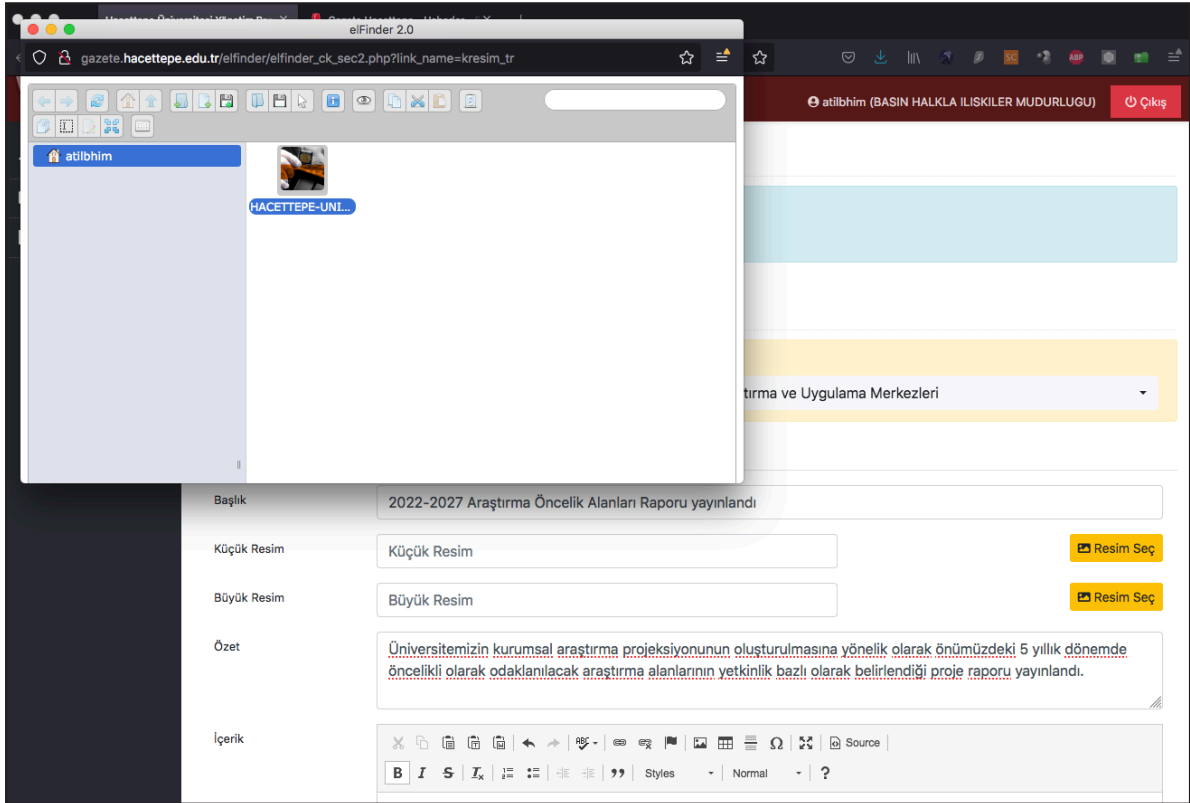 elFinder 2.0
gazete.hacettepe.edu.tr/elfinder/elfinder_ck_sec2.php?link_name=kresim_tr
SC
ABP
atilbhim (BASIN HALKLA ILISKILER MUDURLUGU)
Çıkış
atilbhim
HACETTEPE-UNI...
tırma ve Uygulama Merkezleri
Başlık
2022-2027 Araştırma Öncelik Alanları Raporu yayınlandı
Küçük Resim
Küçük Resim
Resim Seç
Büyük Resim
Büyük Resim
Resim Seç
Özet
Üniversitemizin kurumsal araştırma projeksiyonunun oluşturulmasına yönelik olarak önümüzdeki 5 yıllık dönemde
öncelikli olarak odaklanılacak araştırma alanlarının yetkinlik bazlı olarak belirlendiği proje raporu yayınlandı.
İçerik
Source
B I S Ix
Styles
Normal
?